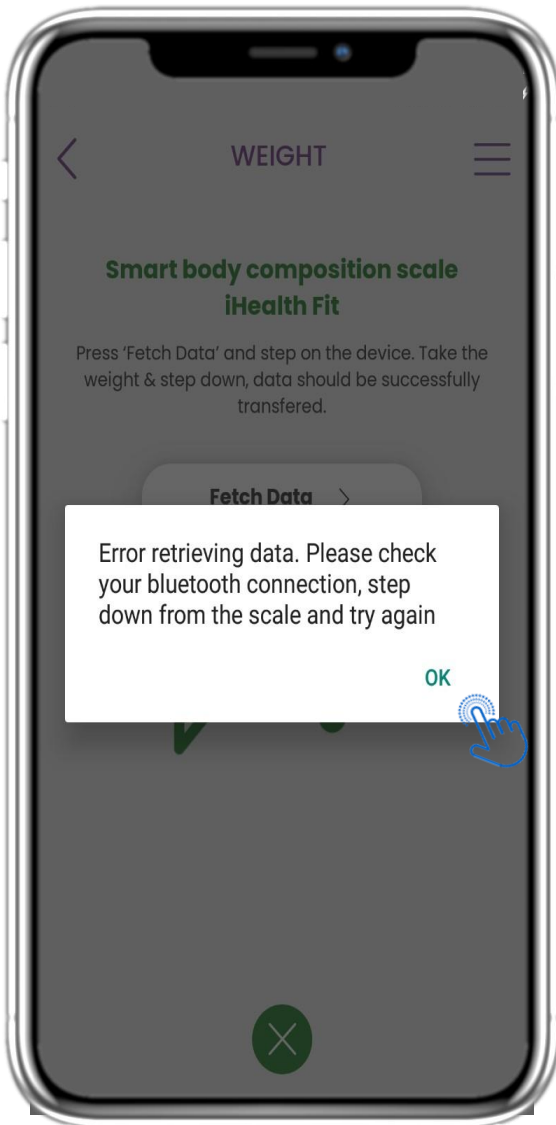 WEIGHT
Smart body composition scale
iHealth Fit
Press 'Fetch Data' and step on the device. Take the
weight & step down, data should be successfully
transfered.
Fetch Data
Error retrieving data. Please check
your bluetooth connection, step
down from the scale and try again
OK